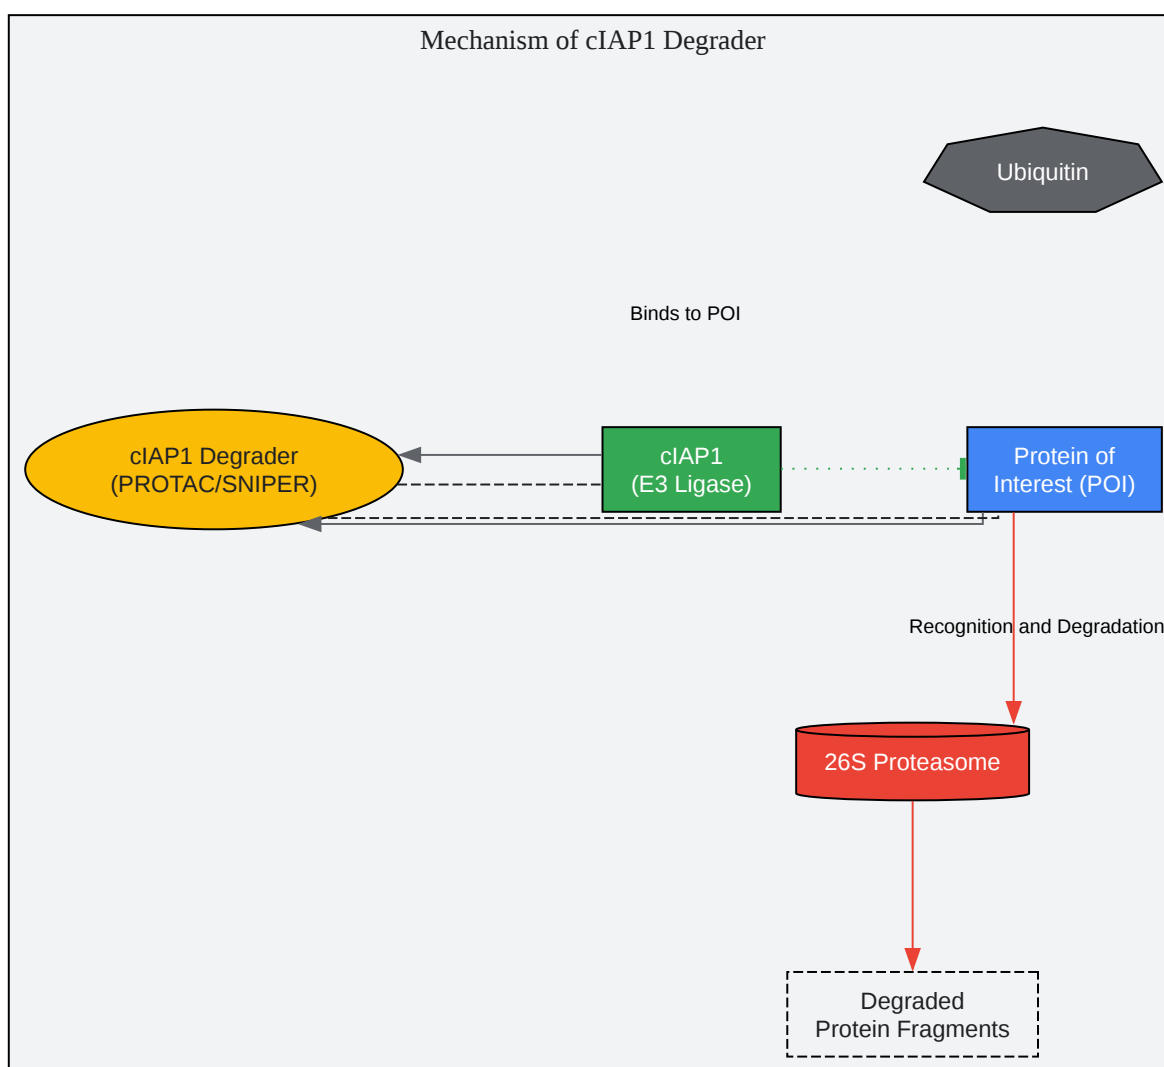 Mechanism of cIAP1 Degrader
Ubiquitin
Binds to POI
cIAP1 Degrader
(PROTAC/SNIPER)
cIAP1
(E3 Ligase)
Protein of
Interest (POI)
Recognition and Degradation
26S Proteasome
Degraded
Protein Fragments